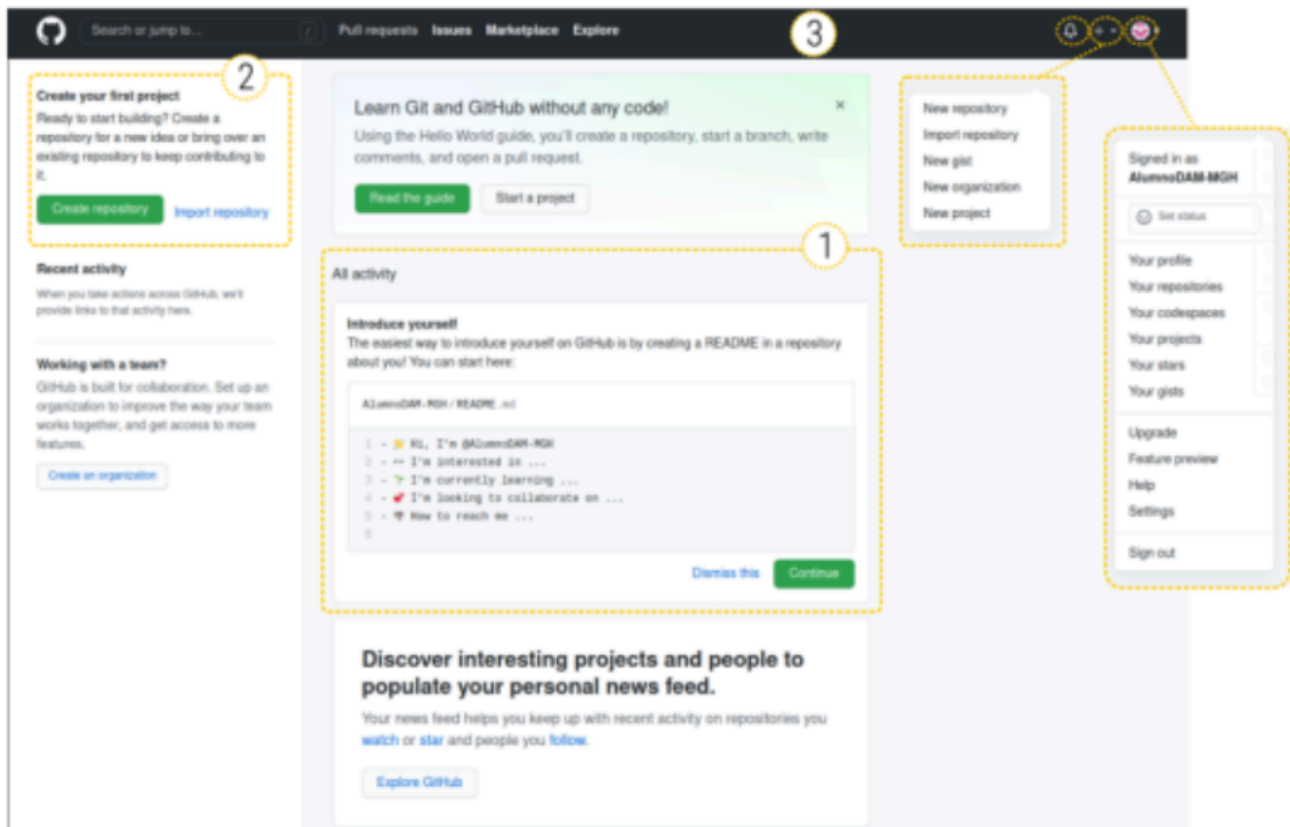 Search or jump to... /
Pull requests Issues Marketplace Explore
3
2
Create your first project
Ready to start building? Create a
repository for a new idea or bring over an
existing repository to keep contributing to
it.
Create repository Import repository
Recent activity
When you take actions across GitHub, we'll
provide links to that activity here.
Working with a team?
GitHub is built for collaboration. Set up an
organization to improve the way your team
works together, and get access to more
features.
Create an organization
Learn Git and GitHub without any code!
Using the Hello World guide, you'll create a repository, start a branch, write
comments, and open a pull request.
Read the guide Start a project
1
All activity
Introduce yourself
The easiest way to introduce yourself on GitHub is by creating a README in a repository
about you! You can start here:
AlumnoDAM-MGH/README.md
1 - 👋 Hi, I'm @AlumnoDAM-MGH
2 - 👀 I'm interested in ...
3 - 🌱 I'm currently learning ...
4 - 💞️ I'm looking to collaborate on ...
5 - 📫 How to reach me ...
6
Dismiss this Continue
Discover interesting projects and people to
populate your personal news feed.
Your news feed helps you keep up with recent activity on repositories you
watch or star and people you follow.
Explore GitHub
New repository
Import repository
New gist
New organization
New project
Signed in as
AlumnoDAM-MGH
Set status
Your profile
Your repositories
Your codespaces
Your projects
Your stars
Your gists
Upgrade
Feature preview
Help
Settings
Sign out